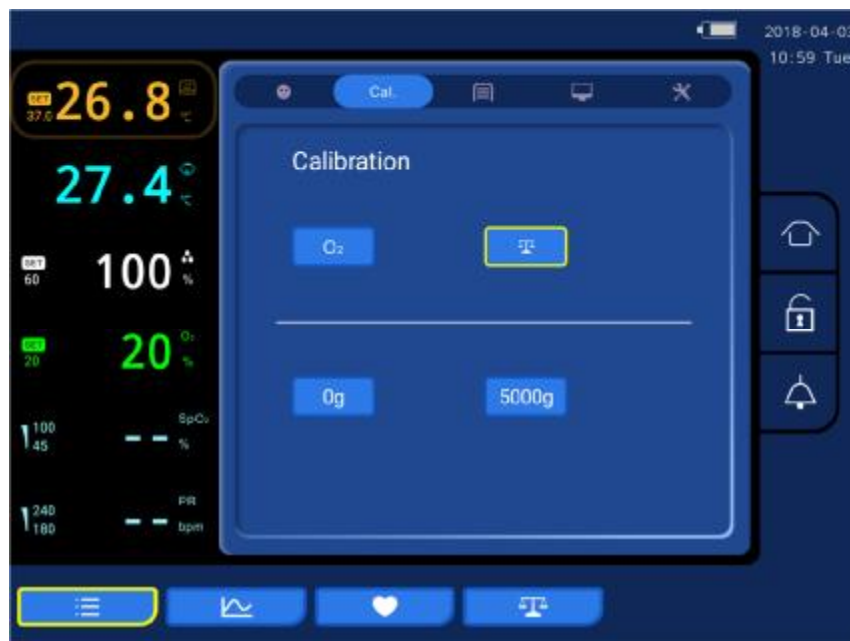 2018-04-03
10:59 Tue
SET
37.0
26.8
℃
27.4
℃
SET
60
100
%
SET
20
20
O₂
%
100
45
-- --
SpO₂
%
240
180
-- --
PR
bpm
Cal.
Calibration
O₂
0g
5000g